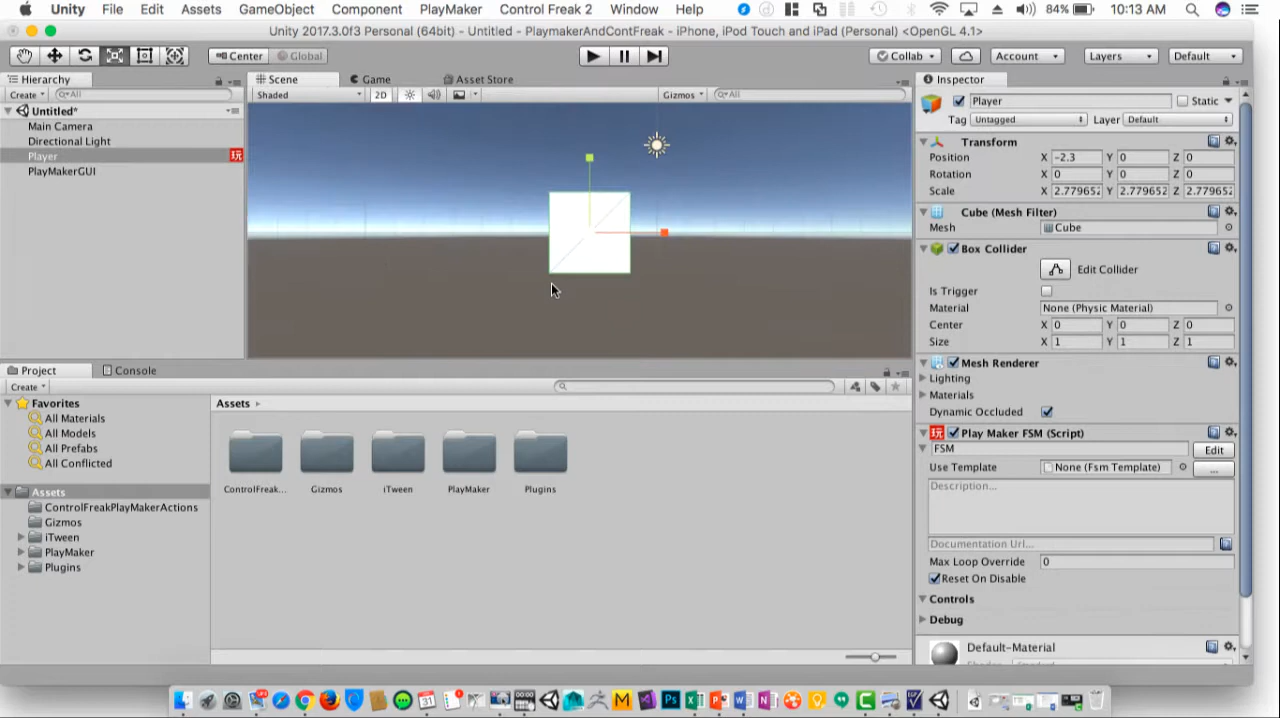 Unity File Edit Assets GameObject Component PlayMaker Control Freak 2 Window Help 84% 10:13 AM
Unity 2017.3.0f3 Personal (64bit) - Untitled - PlaymakerAndContFreak - iPhone, iPod Touch and iPad (Personal) <OpenGL 4.1>
Center Global Collab Account Layers Default
Hierarchy Scene Game Asset Store Inspector
Create All Shaded 2D Gizmos All
Player Static
Tag Untagged Layer Default
Untitled*
Main Camera
Directional Light
Player 玩
PlayMakerGUI
Transform
Position X -2.3 Y 0 Z 0
Rotation X 0 Y 0 Z 0
Scale X 2.779652 Y 2.779652 Z 2.779652
Cube (Mesh Filter)
Mesh Cube
Box Collider
Edit Collider
Is Trigger
Material None (Physic Material)
Center X 0 Y 0 Z 0
Size X 1 Y 1 Z 1
Mesh Renderer
Lighting
Materials
Dynamic Occluded
玩 Play Maker FSM (Script)
FSM Edit
Use Template None (Fsm Template) ...
Description...
Documentation Url...
Max Loop Override 0
Reset On Disable
Controls
Debug
Default-Material
Project Console
Create
Favorites
All Materials
All Models
All Prefabs
All Conflicted
Assets
ControlFreakPlayMakerActions
Gizmos
iTween
PlayMaker
Plugins
Assets
ControlFreak... Gizmos iTween PlayMaker Plugins